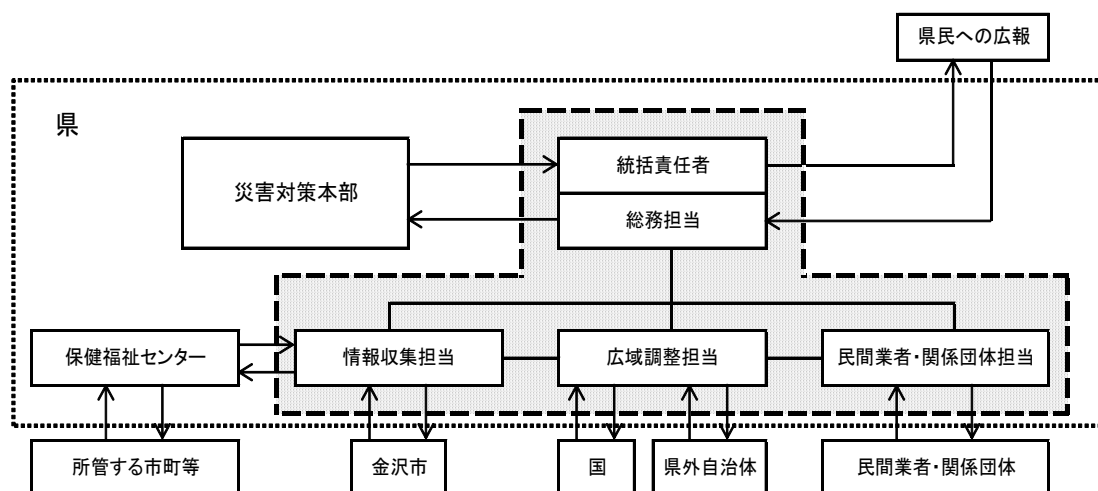 県民への広報
県
災害対策本部
統括責任者
総務担当
保健福祉センター
情報収集担当
広域調整担当
民間業者・関係団体担当
所管する市町等
金沢市
国
県外自治体
民間業者・関係団体